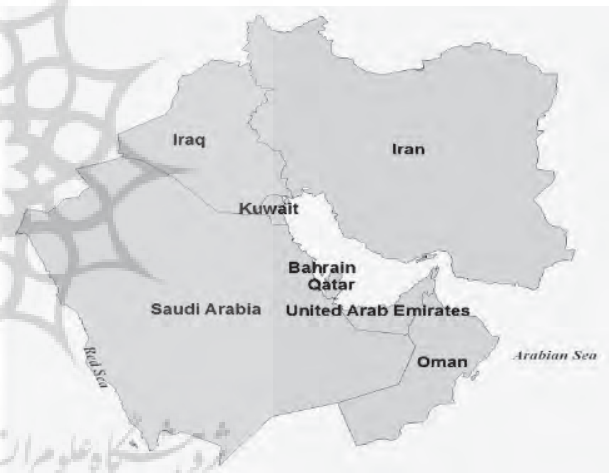 Iran
Iraq
Kuwait
Bahrain
Qatar
Saudi Arabia
United Arab Emirates
Oman
Arabian Sea
Red Sea